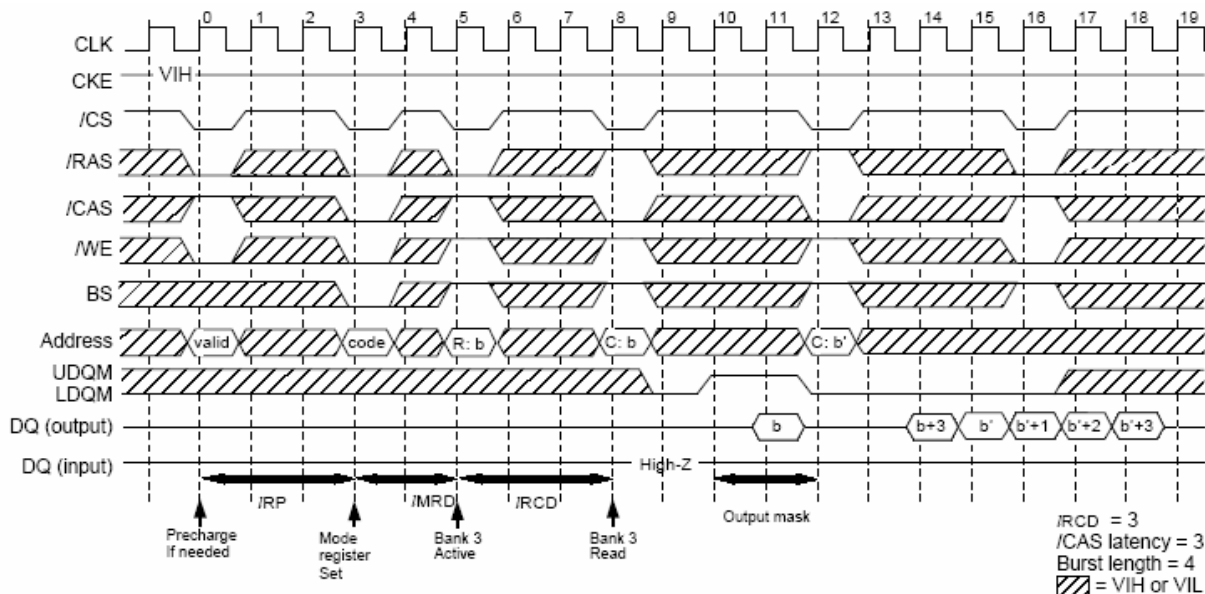 0 1 2 3 4 5 6 7 8 9 10 11 12 13 14 15 16 17 18 19
CLK
CKE VIH
/CS
/RAS
/CAS
/WE
BS
Address valid code R: b C: b C: b'
UDQM
LDQM
DQ (output) b b+3 b' b'+1 b'+2 b'+3
DQ (input) High-Z
/RP /MRD /RCD Output mask
Precharge
If needed
Mode
register
Set
Bank 3
Active
Bank 3
Read
/RCD = 3
/CAS latency = 3
Burst length = 4
= VIH or VIL